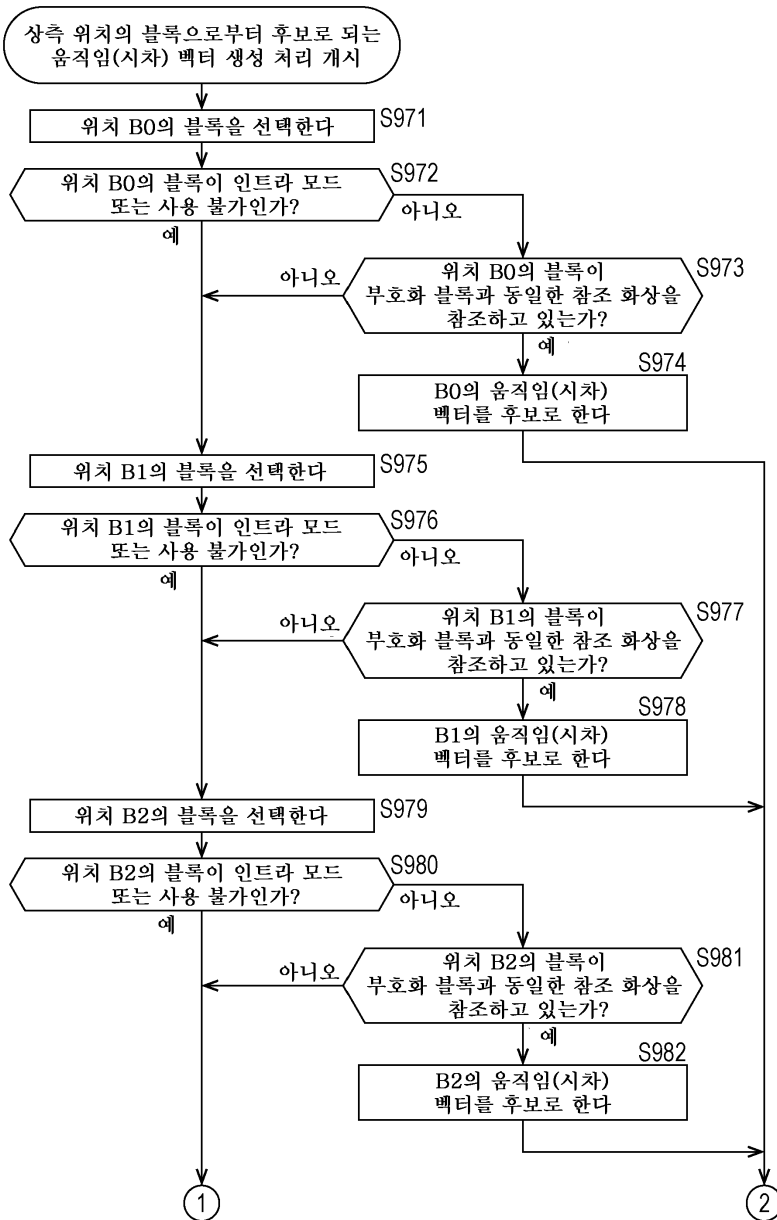 상측 위치의 블록으로부터 후보로 되는
움직임(시차) 벡터 생성 처리 개시
위치 B0의 블록을 선택한다
S971
위치 B0의 블록이 인트라 모드
또는 사용 불가인가?
S972
아니오
예
위치 B0의 블록이
부호화 블록과 동일한 참조 화상을
참조하고 있는가?
S973
아니오
예
S974
B0의 움직임(시차)
벡터를 후보로 한다
위치 B1의 블록을 선택한다
S975
위치 B1의 블록이 인트라 모드
또는 사용 불가인가?
S976
아니오
예
위치 B1의 블록이
부호화 블록과 동일한 참조 화상을
참조하고 있는가?
S977
아니오
예
S978
B1의 움직임(시차)
벡터를 후보로 한다
위치 B2의 블록을 선택한다
S979
위치 B2의 블록이 인트라 모드
또는 사용 불가인가?
S980
아니오
예
위치 B2의 블록이
부호화 블록과 동일한 참조 화상을
참조하고 있는가?
S981
아니오
예
S982
B2의 움직임(시차)
벡터를 후보로 한다
1
2